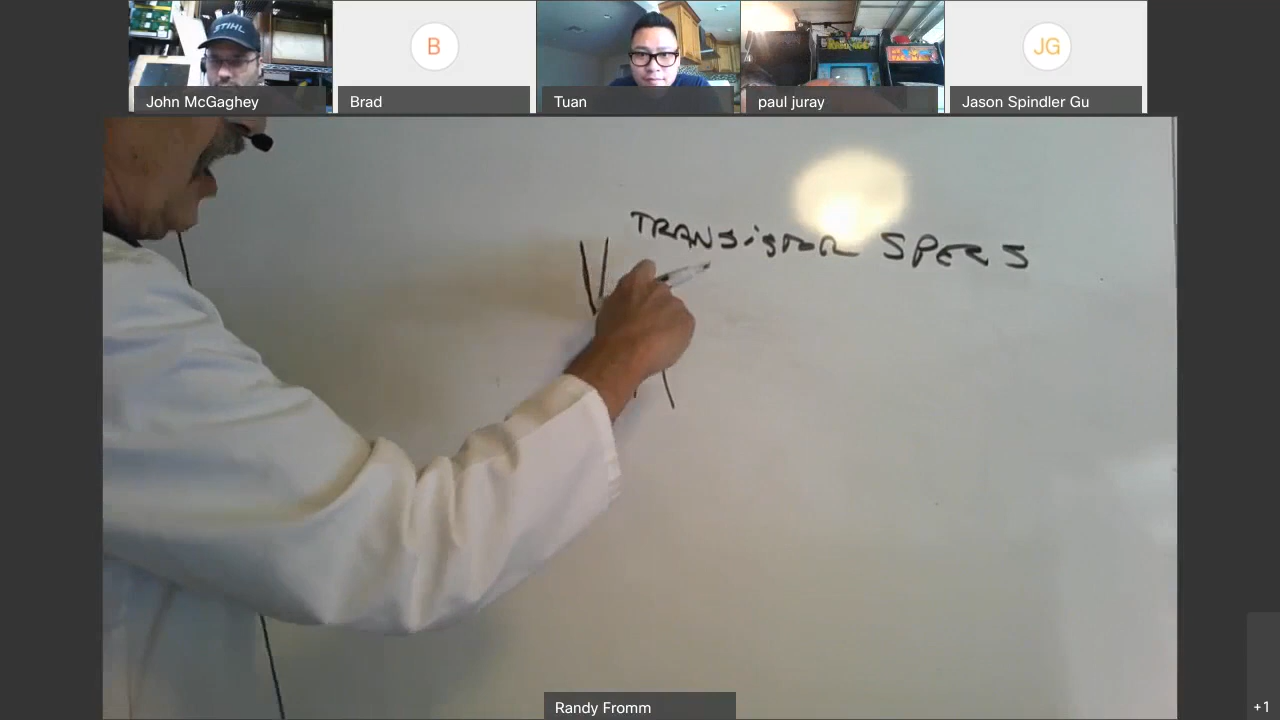 STIHL
B
JG
John McGaghey
Brad
Tuan
paul juray
Jason Spindler Gu
TRANSISTOR SPECS
V
Randy Fromm
+1